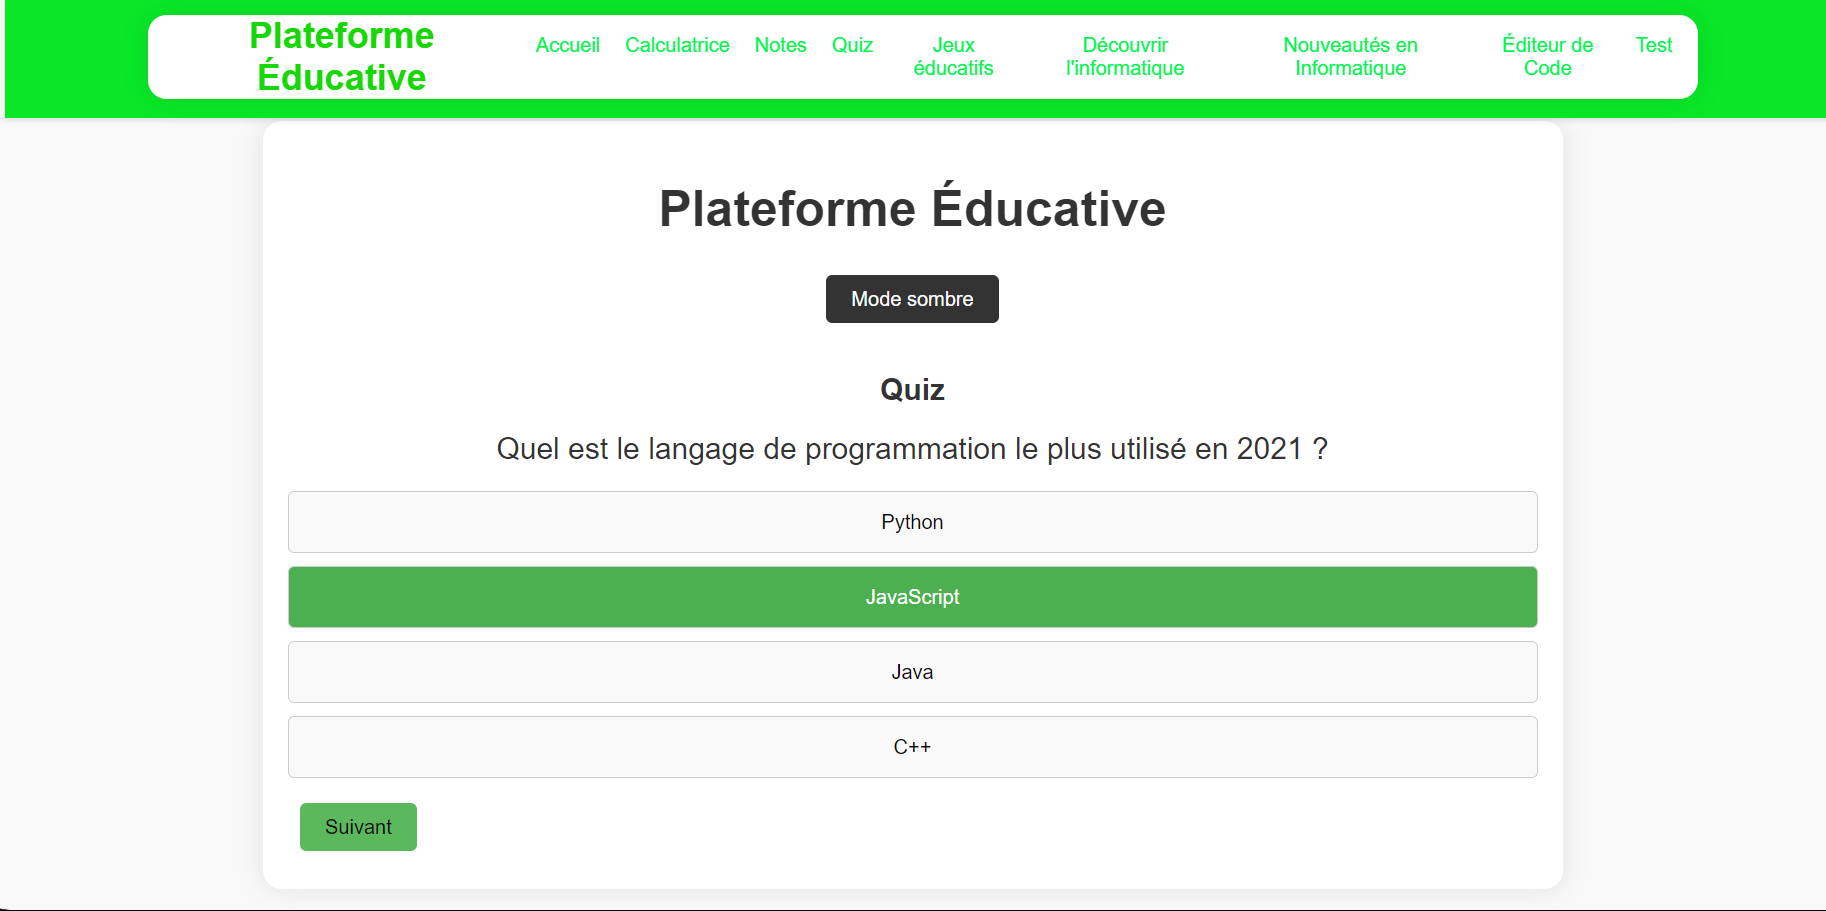 Plateforme
Éducative
Accueil
Calculatrice
Notes
Quiz
Jeux
éducatifs
Découvrir
l'informatique
Nouveautés en
Informatique
Éditeur de
Code
Test
Plateforme Éducative
Mode sombre
Quiz
Quel est le langage de programmation le plus utilisé en 2021 ?
Python
JavaScript
Java
C++
Suivant